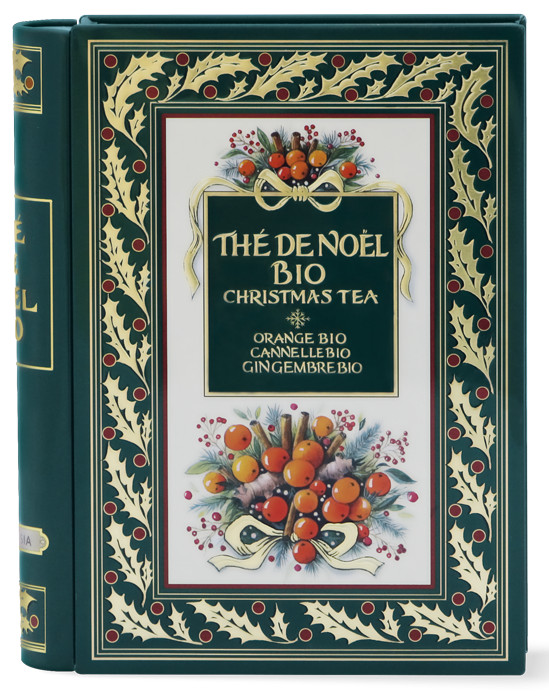 THÉ DE NOËL
BIO
CHRISTMAS TEA
ORANGE BIO
CANNELLE BIO
GINGEMBRE BIO